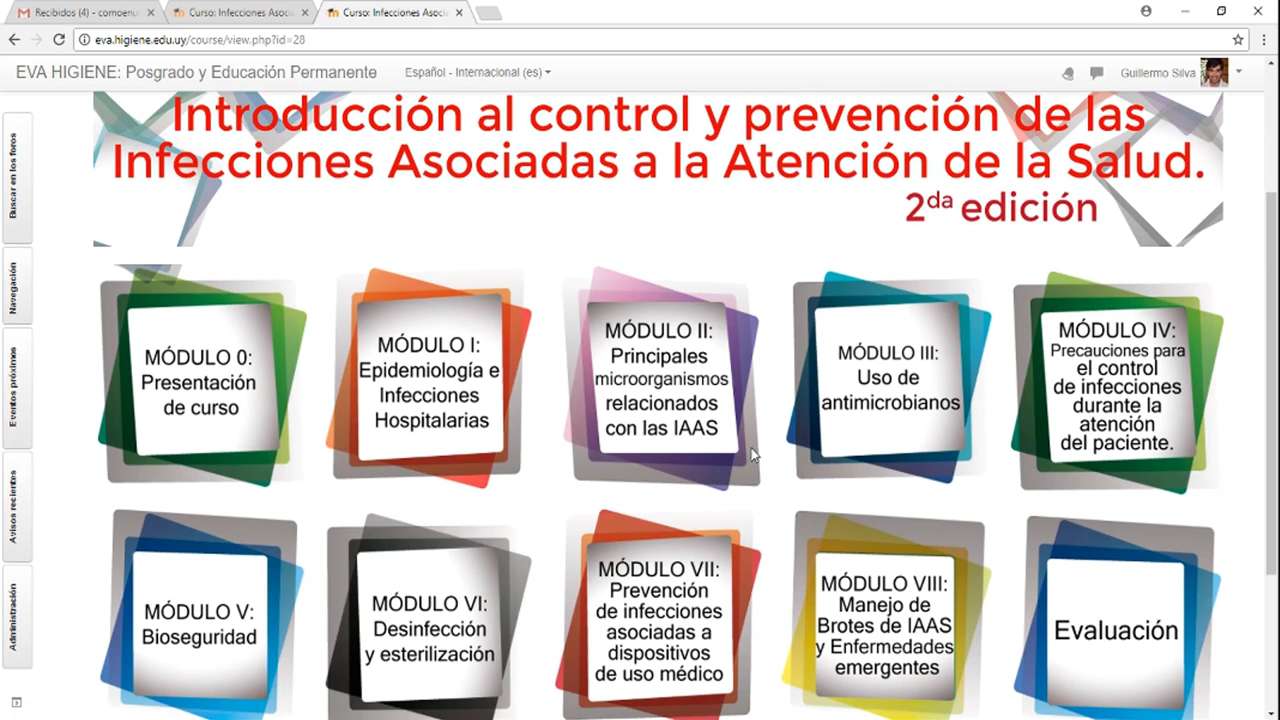 Recibidos (4) - comoenu
Curso: Infecciones Asoci
Curso: Infecciones Asoci
eva.higiene.edu.uy/course/view.php?id=28
EVA HIGIENE: Posgrado y Educación Permanente
Español - Internacional (es)
Guillermo Silva
Introducción al control y prevención de las
Infecciones Asociadas a la Atención de la Salud.
2da edición
Buscar en los foros
Navegación
Eventos próximos
Avisos recientes
Administración
MÓDULO 0:
Presentación
de curso
MÓDULO I:
Epidemiología e
Infecciones
Hospitalarias
MÓDULO II:
Principales
microorganismos
relacionados
con las IAAS
MÓDULO III:
Uso de
antimicrobianos
MÓDULO IV:
Precauciones para
el control
de infecciones
durante la
atención
del paciente.
MÓDULO V:
Bioseguridad
MÓDULO VI:
Desinfección
y esterilización
MÓDULO VII:
Prevención
de infecciones
asociadas a
dispositivos
de uso médico
MÓDULO VIII:
Manejo de
Brotes de IAAS
y Enfermedades
emergentes
Evaluación